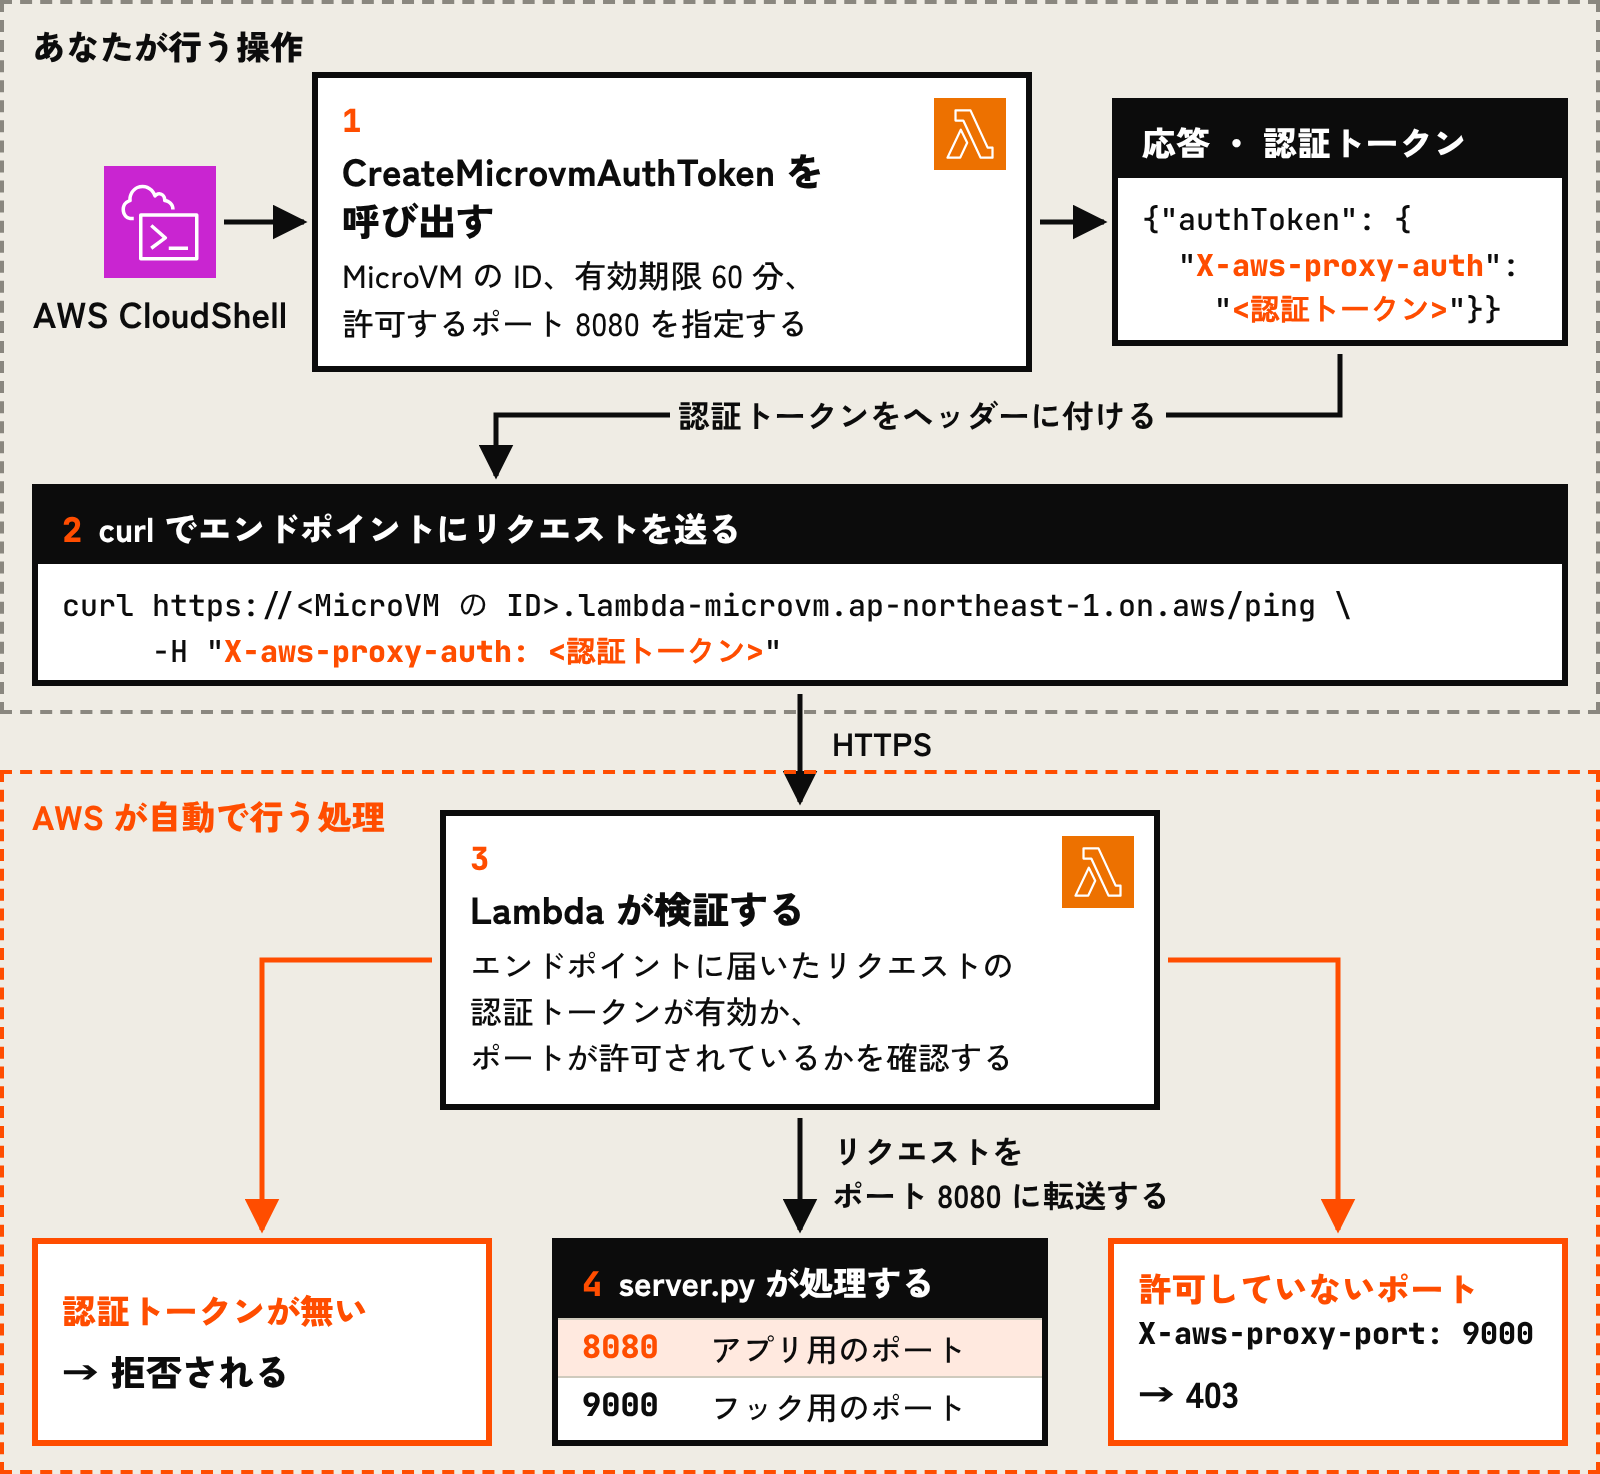 あなたが行う操作
AWS CloudShell
1
CreateMicrovmAuthToken を
呼び出す
MicroVM の ID、有効期限 60 分、
許可するポート 8080 を指定する
応答 ・ 認証トークン
{"authToken": {
"X-aws-proxy-auth":
"<認証トークン>"}}
認証トークンをヘッダーに付ける
2 curl でエンドポイントにリクエストを送る
curl https://<MicroVM の ID>.lambda-microvm.ap-northeast-1.on.aws/ping \
-H "X-aws-proxy-auth: <認証トークン>"
HTTPS
AWS が自動で行う処理
3
Lambda が検証する
エンドポイントに届いたリクエストの
認証トークンが有効か、
ポートが許可されているかを確認する
リクエストを
ポート 8080 に転送する
認証トークンが無い
→ 拒否される
4 server.py が処理する
8080 アプリ用のポート
9000 フック用のポート
許可していないポート
X-aws-proxy-port: 9000
→ 403